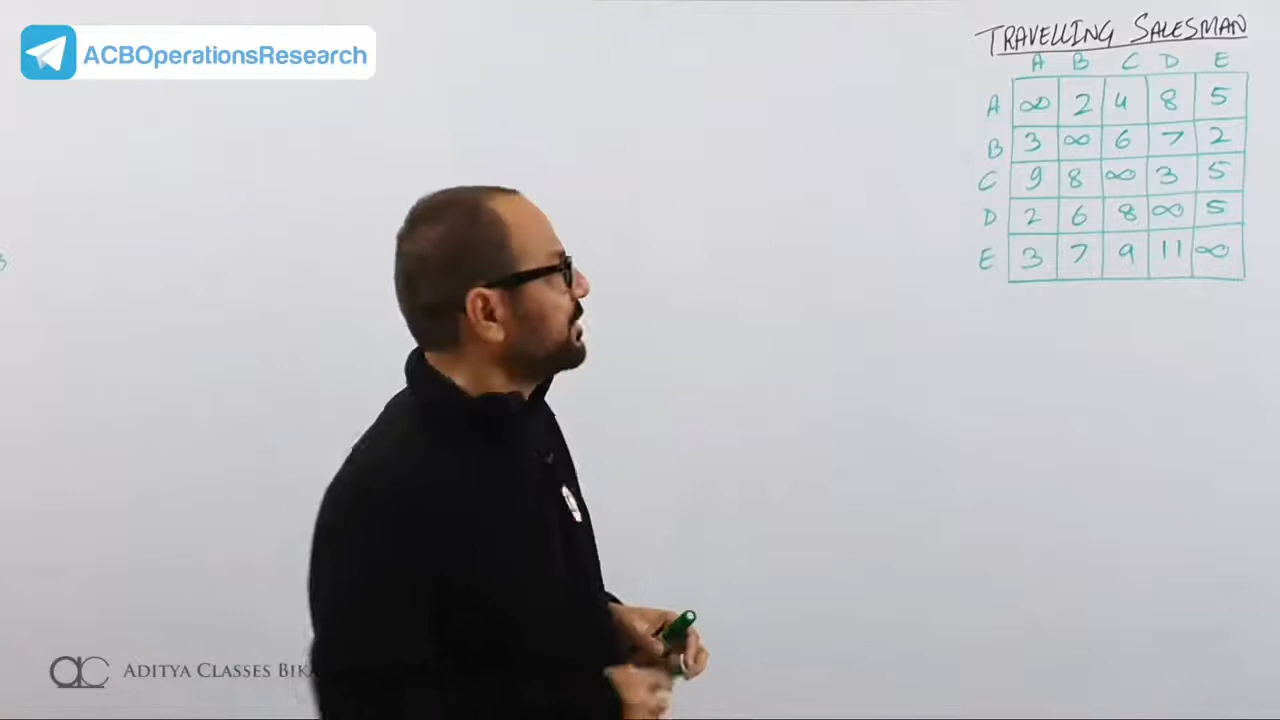 ACBOperationsResearch
TRAVELLING SALESMAN
A B C D E
A ∞ 2 4 8 5
B 3 ∞ 6 7 2
C 9 8 ∞ 3 5
D 2 6 8 ∞ 5
E 3 7 9 11 ∞
ADITYA CLASSES